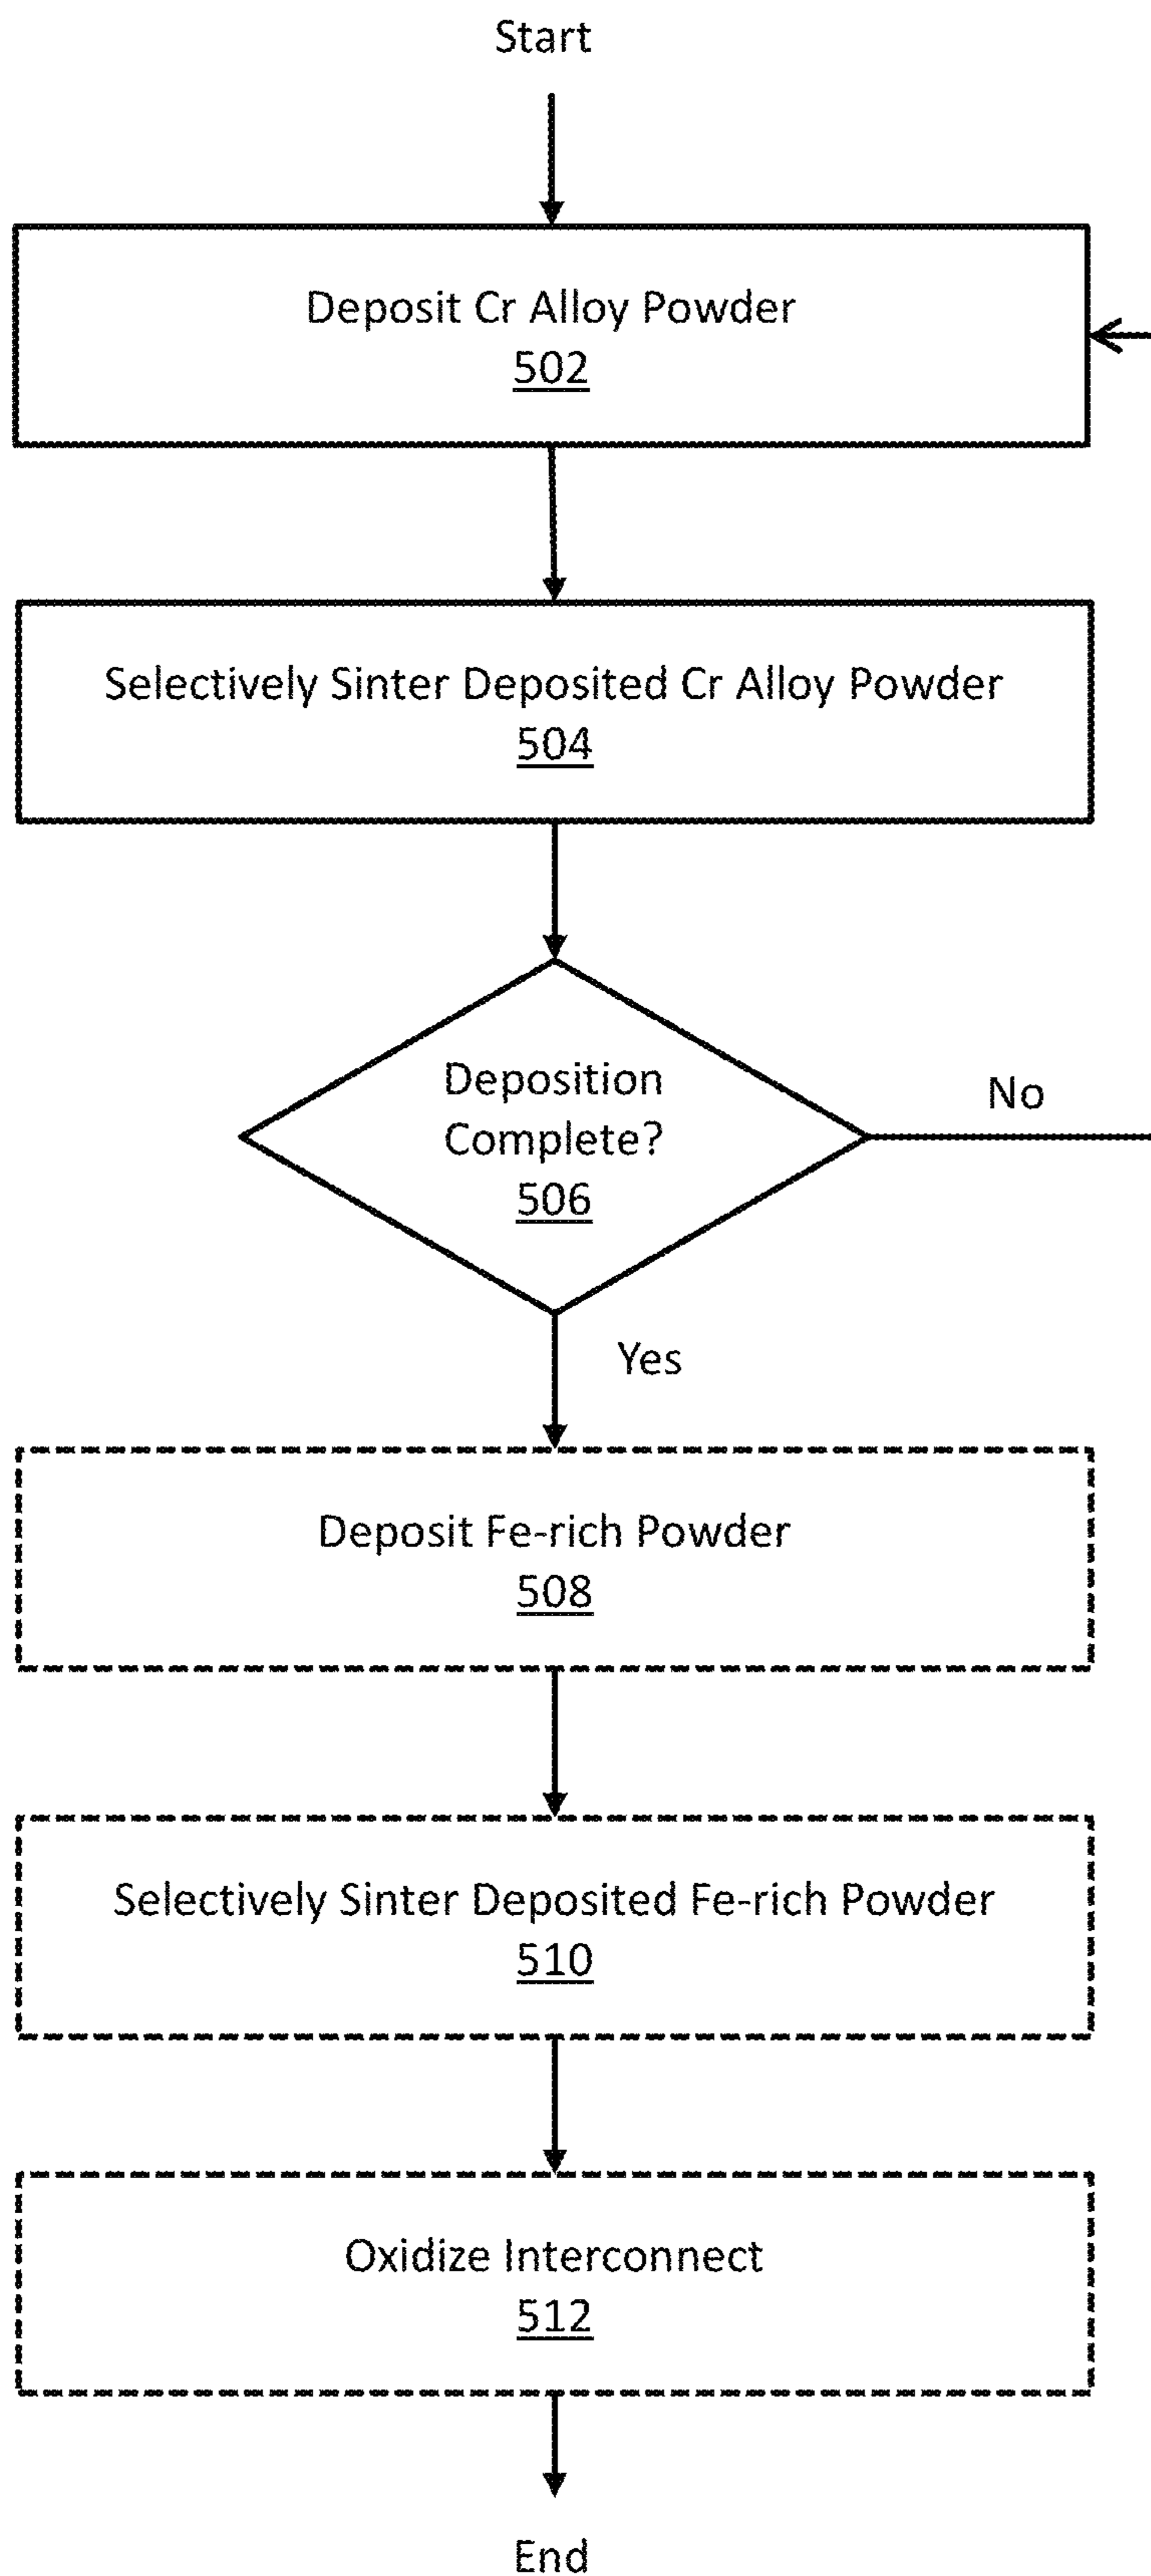 Start
Deposit Cr Alloy Powder
502
Selectively Sinter Deposited Cr Alloy Powder
504
Deposition
Complete?
506
No
Yes
Deposit Fe-rich Powder
508
Selectively Sinter Deposited Fe-rich Powder
510
Oxidize Interconnect
512
End